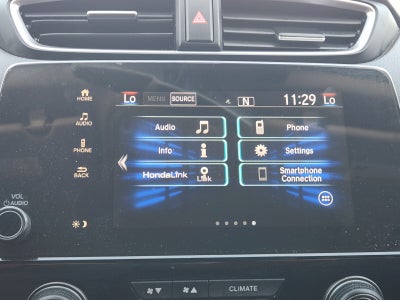 HOME
AUDIO
PHONE
BACK
VOL
AUDIO
Lo MENU SOURCE N 11:29 Lo
Audio Phone
Info Settings
HondaLink Link Smartphone
Connection
CLIMATE